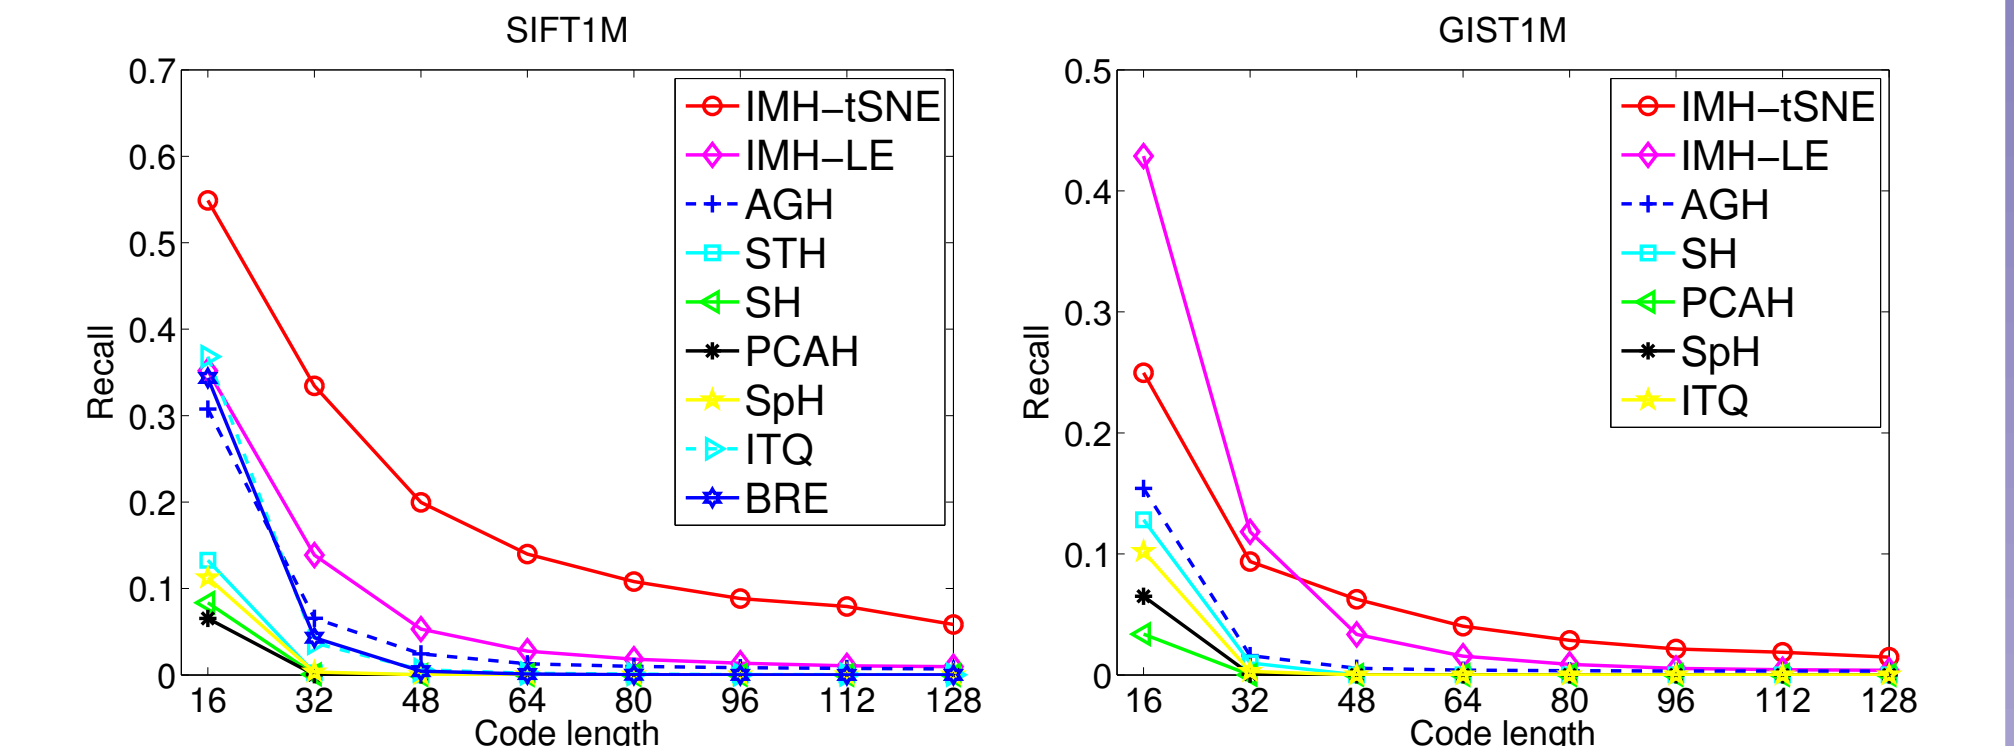 SIFT1M
0.7
0.6
0.5
0.4
0.3
0.2
0.1
0
Recall
16 32 48 64 80 96 112 128
Code length
IMH–tSNE
IMH–LE
AGH
STH
SH
PCAH
SpH
ITQ
BRE
GIST1M
0.5
0.4
0.3
0.2
0.1
0
Recall
16 32 48 64 80 96 112 128
Code length
IMH–tSNE
IMH–LE
AGH
SH
PCAH
SpH
ITQ